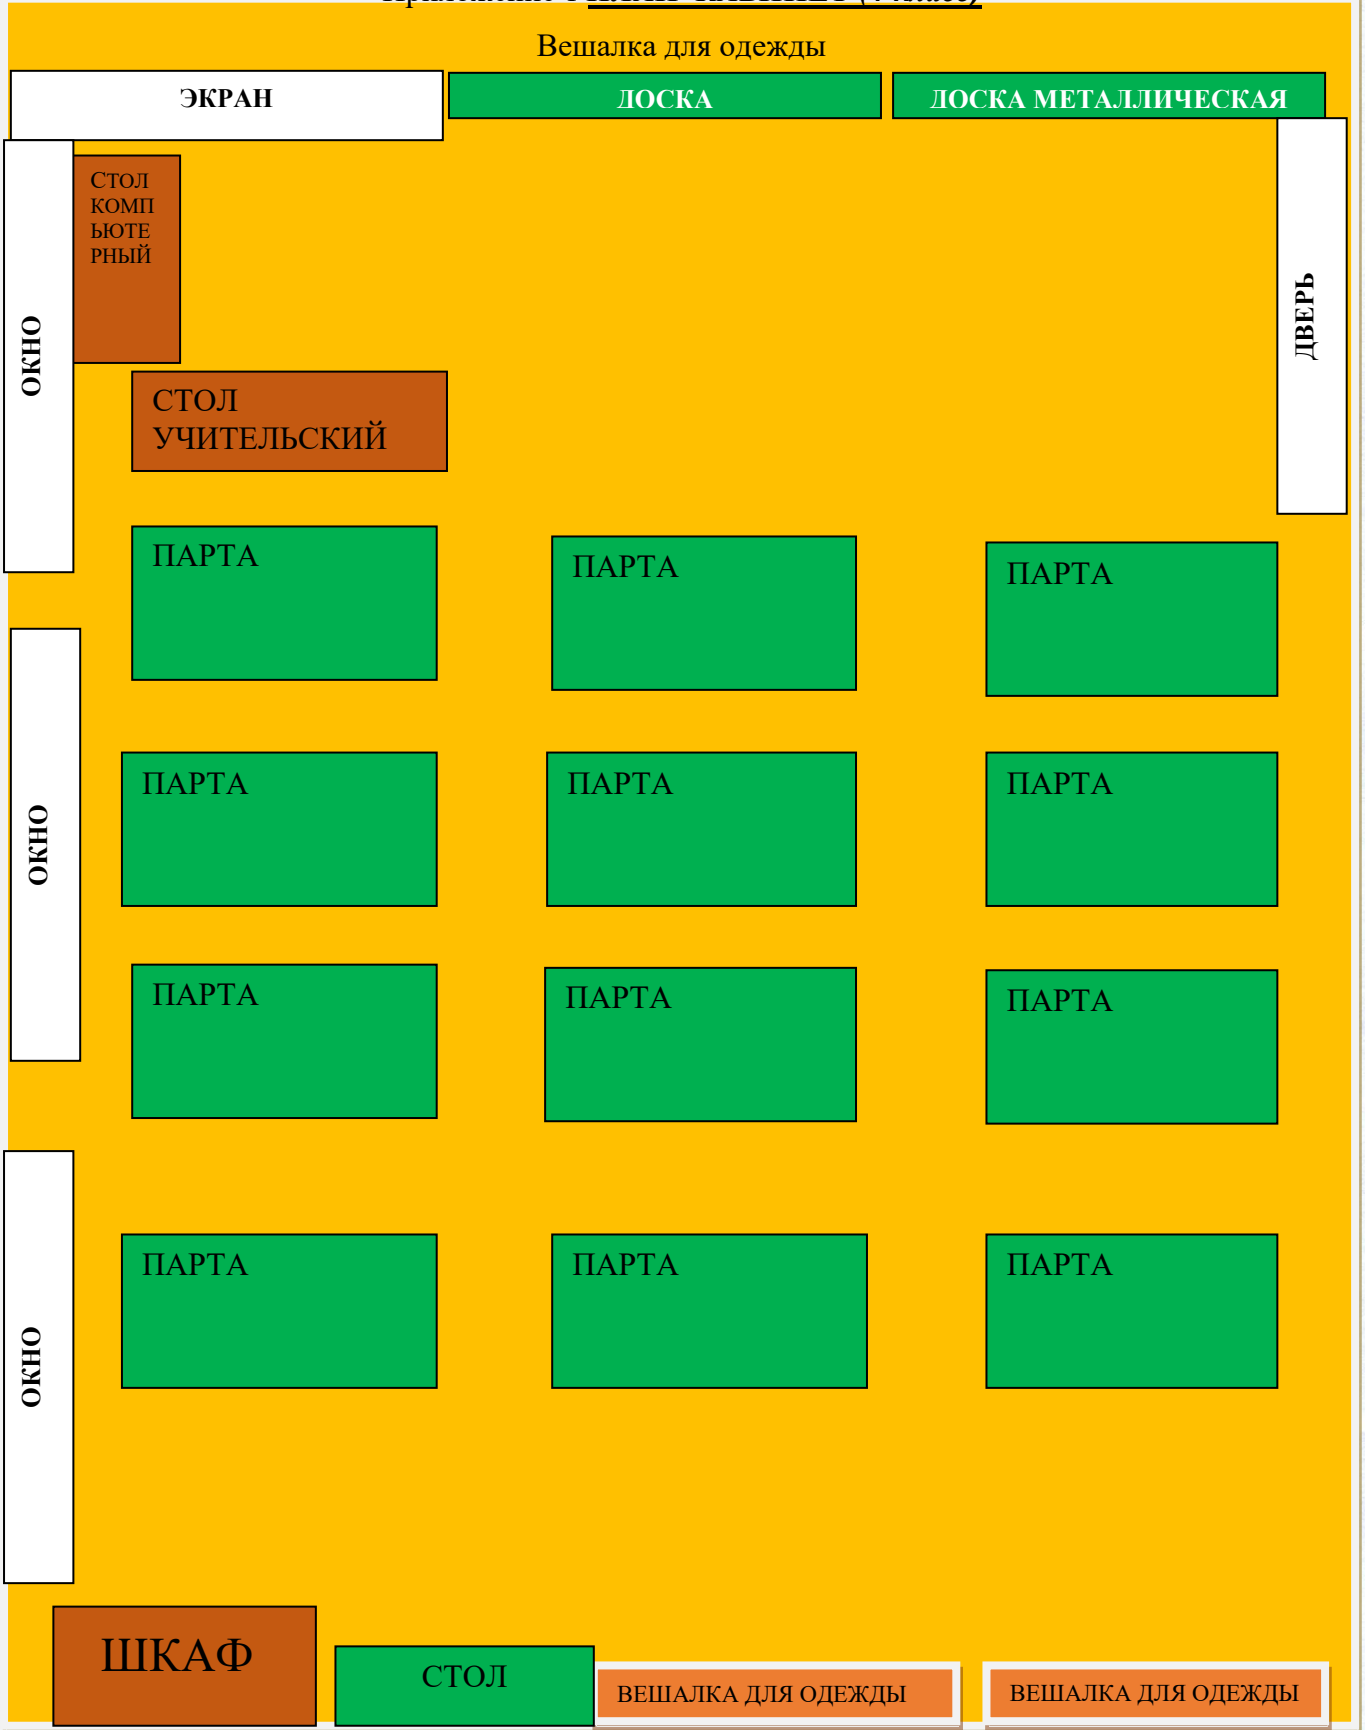 Вешалка для одежды
ЭКРАН
ДОСКА
ДОСКА МЕТАЛЛИЧЕСКАЯ
СТОЛ
КОМП
ЬЮТЕ
РНЫЙ
ОКНО
ДВЕРЬ
СТОЛ
УЧИТЕЛЬСКИЙ
ПАРТА
ПАРТА
ПАРТА
ОКНО
ПАРТА
ПАРТА
ПАРТА
ПАРТА
ПАРТА
ПАРТА
ОКНО
ПАРТА
ПАРТА
ПАРТА
ШКАФ
СТОЛ
ВЕШАЛКА ДЛЯ ОДЕЖДЫ
ВЕШАЛКА ДЛЯ ОДЕЖДЫ